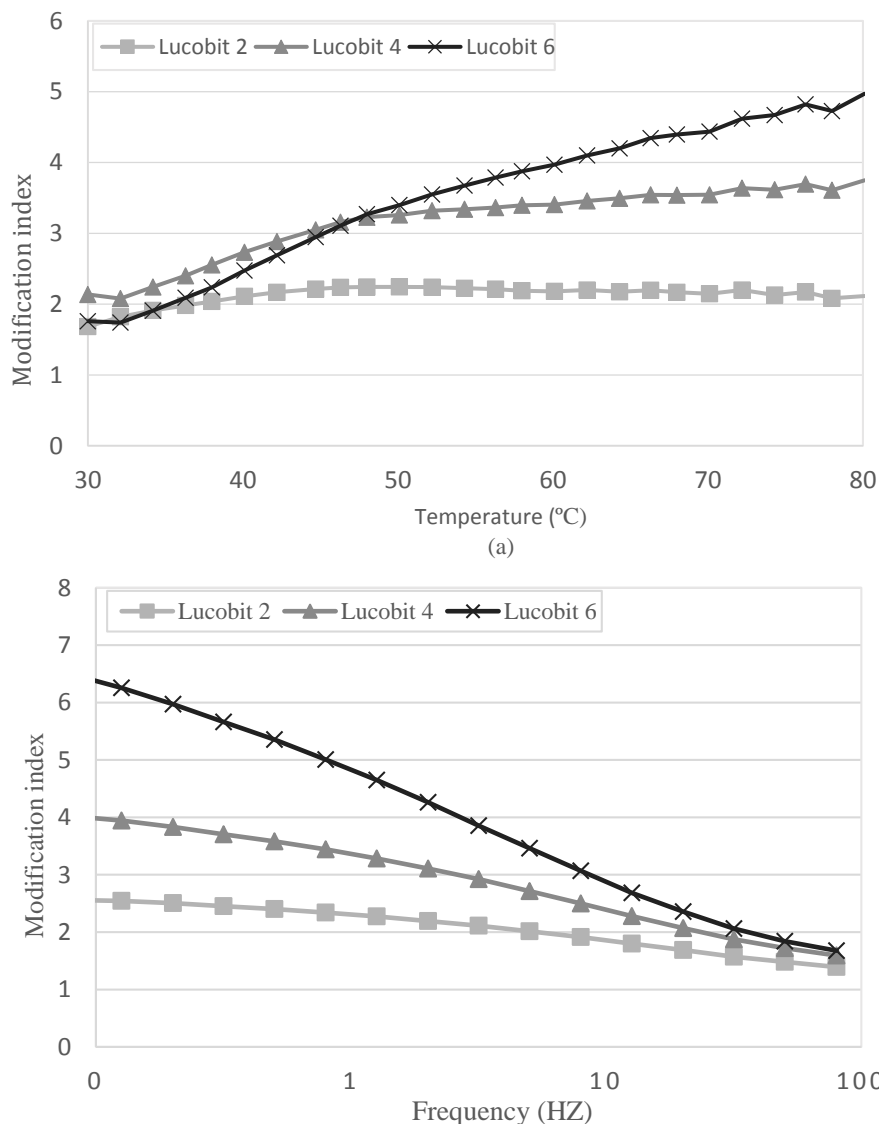 6
Lucobit 2 Lucobit 4 Lucobit 6
5
4
3
2
1
0
Modification index
30 40 50 60 70 80
Temperature (ºC)
(a)
8
Lucobit 2 Lucobit 4 Lucobit 6
7
6
5
4
3
2
1
0
Modification index
0 1 10 100
Frequency (HZ)